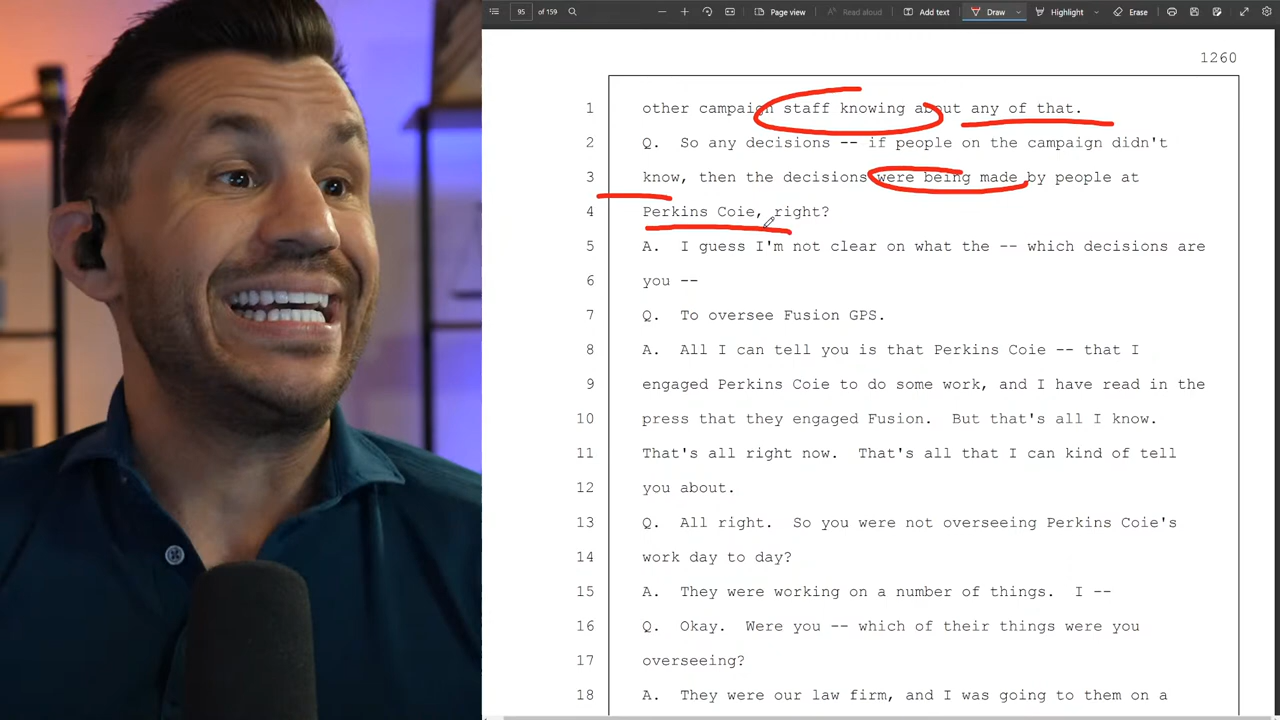 95 of 159 Page view Read aloud Add text Draw Highlight Erase
1260
1 other campaign staff knowing about any of that.
2 Q. So any decisions -- if people on the campaign didn't
3 know, then the decisions were being made by people at
4 Perkins Coie, right?
5 A. I guess I'm not clear on what the -- which decisions are
6 you --
7 Q. To oversee Fusion GPS.
8 A. All I can tell you is that Perkins Coie -- that I
9 engaged Perkins Coie to do some work, and I have read in the
10 press that they engaged Fusion. But that's all I know.
11 That's all right now. That's all that I can kind of tell
12 you about.
13 Q. All right. So you were not overseeing Perkins Coie's
14 work day to day?
15 A. They were working on a number of things. I --
16 Q. Okay. Were you -- which of their things were you
17 overseeing?
18 A. They were our law firm, and I was going to them on a